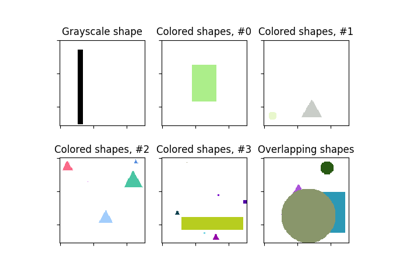 Grayscale shape
Colored shapes, #0
Colored shapes, #1
Colored shapes, #2
Colored shapes, #3
Overlapping shapes